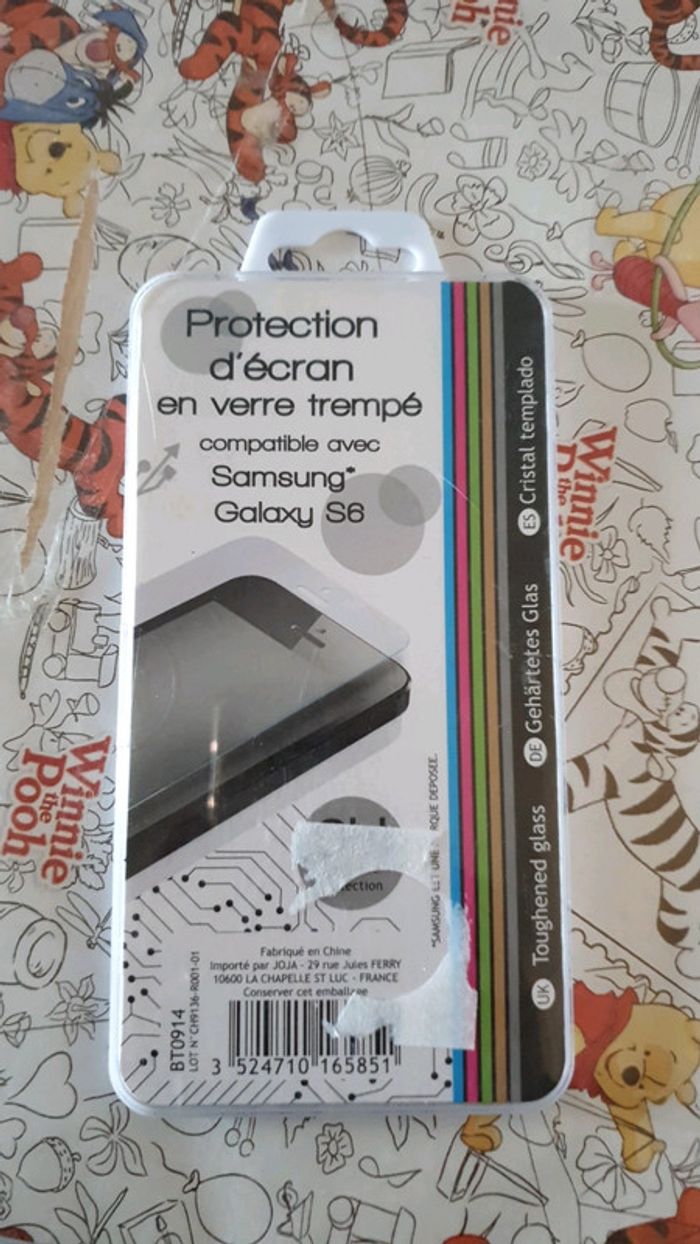 Winnie
the
Pooh
Protection
d'écran
en verre trempé
compatible avec
Samsung*
Galaxy S6
ES Cristal templado
DE Gehärtetes Glas
UK Toughened glass
*SAMSUNG EST UNE RQUE DEPOSEE.
ection
Fabriqué en Chine
Importé par JOJA - 29 rue Jules FERRY
10600 LA CHAPELLE ST LUC - FRANCE
Conserver cet emballage
BT0914
LOT N°CH9136-R001-01
3 524710 165851
Winnie
the
Pooh